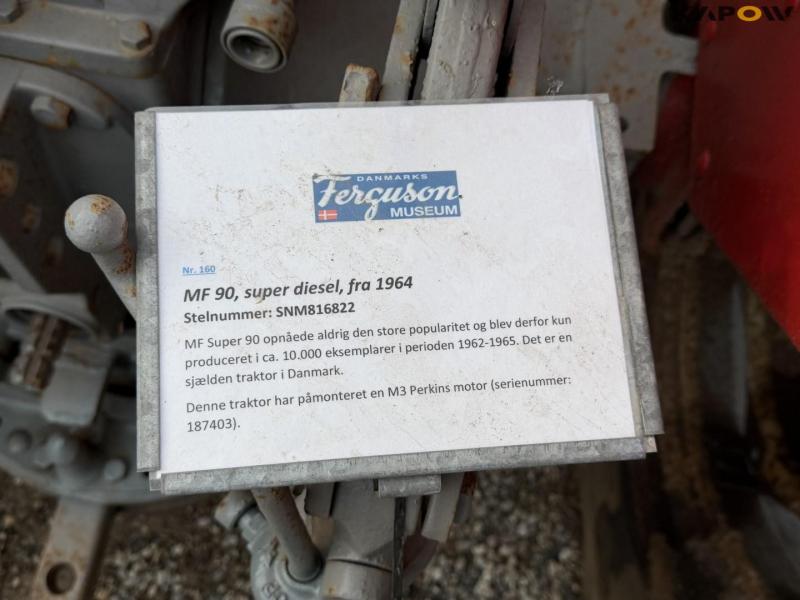 KAPOW
DANMARKS
Ferguson
MUSEUM
Nr. 160
MF 90, super diesel, fra 1964
Stelnummer: SNM816822
MF Super 90 opnåede aldrig den store popularitet og blev derfor kun
produceret i ca. 10.000 eksemplarer i perioden 1962-1965. Det er en
sjælden traktor i Danmark.
Denne traktor har påmonteret en M3 Perkins motor (serienummer:
187403).